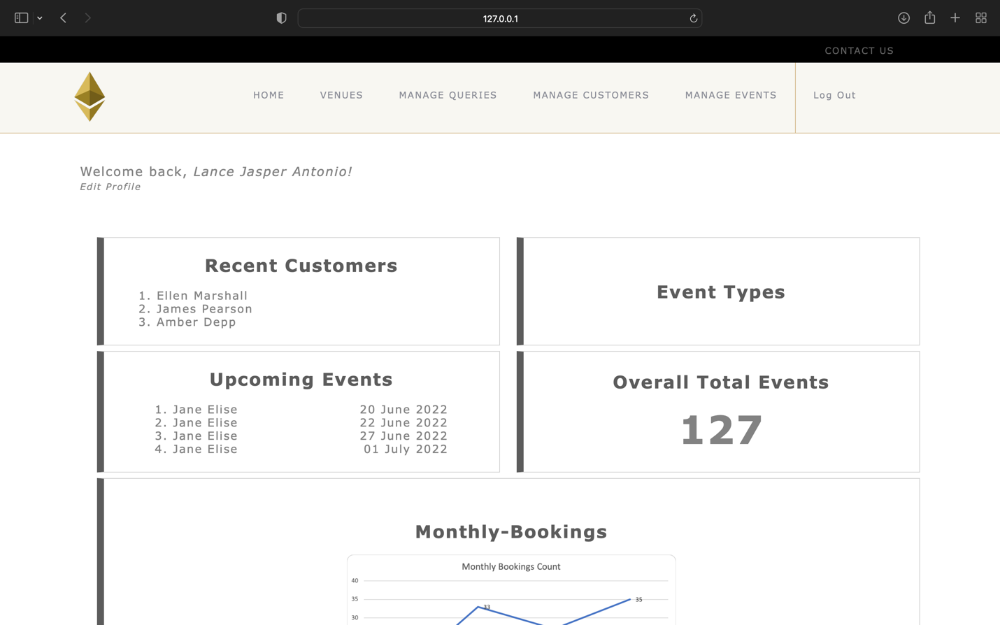 127.0.0.1
CONTACT US
HOME VENUES MANAGE QUERIES MANAGE CUSTOMERS MANAGE EVENTS Log Out
Welcome back, Lance Jasper Antonio!
Edit Profile
Recent Customers
1. Ellen Marshall
2. James Pearson
3. Amber Depp
Event Types
Upcoming Events
1. Jane Elise 20 June 2022
2. Jane Elise 22 June 2022
3. Jane Elise 27 June 2022
4. Jane Elise 01 July 2022
Overall Total Events
127
Monthly-Bookings
Monthly Bookings Count
40
35 35
33
30